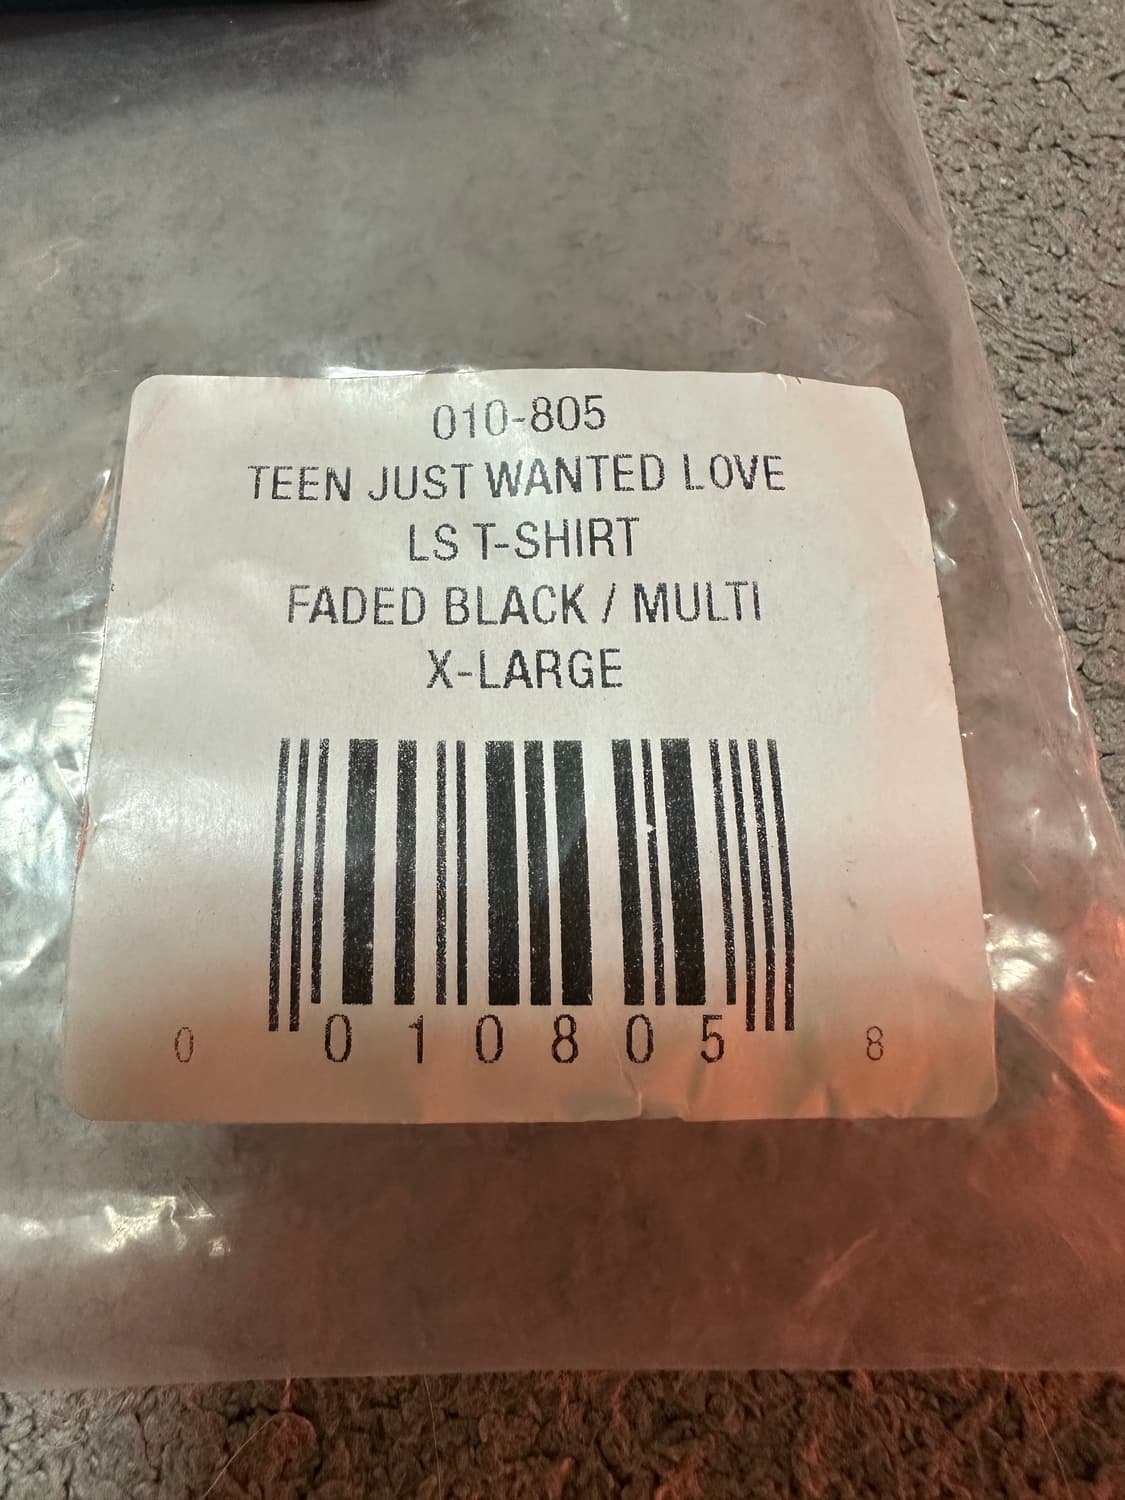 010-805
TEEN JUST WANTED LOVE
LS T-SHIRT
FADED BLACK / MULTI
X-LARGE
0 010805 8